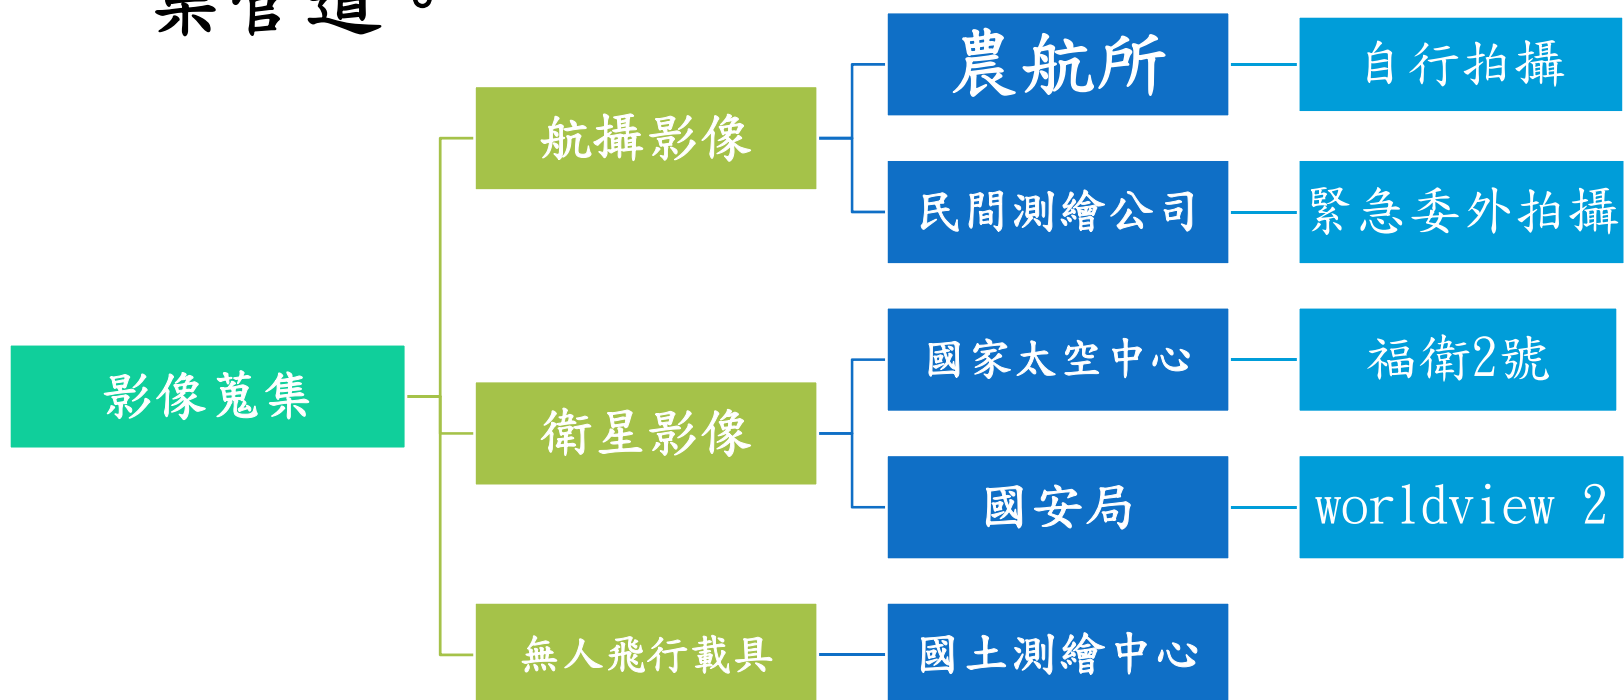 集管道。
影像蒐集
航攝影像
農航所
自行拍攝
民間測繪公司
緊急委外拍攝
衛星影像
國家太空中心
福衛2號
國安局
worldview 2
無人飛行載具
國土測繪中心